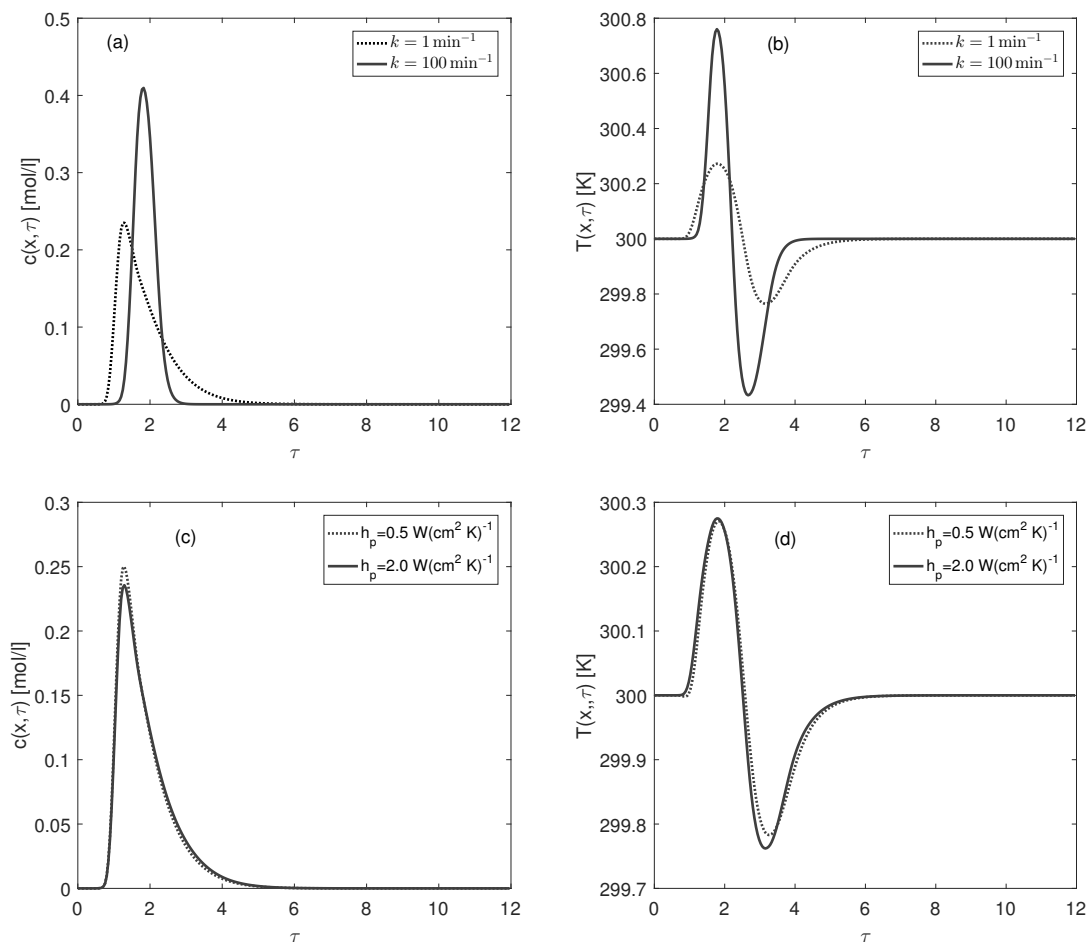 (a)
k = 1 min⁻¹
k = 100 min⁻¹
0.5
0.4
0.3
0.2
0.1
0
c(x,τ) [mol/l]
0 2 4 6 8 10 12
τ
(b)
k = 1 min⁻¹
k = 100 min⁻¹
300.8
300.6
300.4
300.2
300
299.8
299.6
299.4
T(x,τ) [K]
0 2 4 6 8 10 12
τ
(c)
h_p=0.5 W(cm² K)⁻¹
h_p=2.0 W(cm² K)⁻¹
0.3
0.25
0.2
0.15
0.1
0.05
0
c(x,τ) [mol/l]
0 2 4 6 8 10 12
τ
(d)
h_p=0.5 W(cm² K)⁻¹
h_p=2.0 W(cm² K)⁻¹
300.3
300.2
300.1
300
299.9
299.8
299.7
T(x,,τ) [K]
0 2 4 6 8 10 12
τ